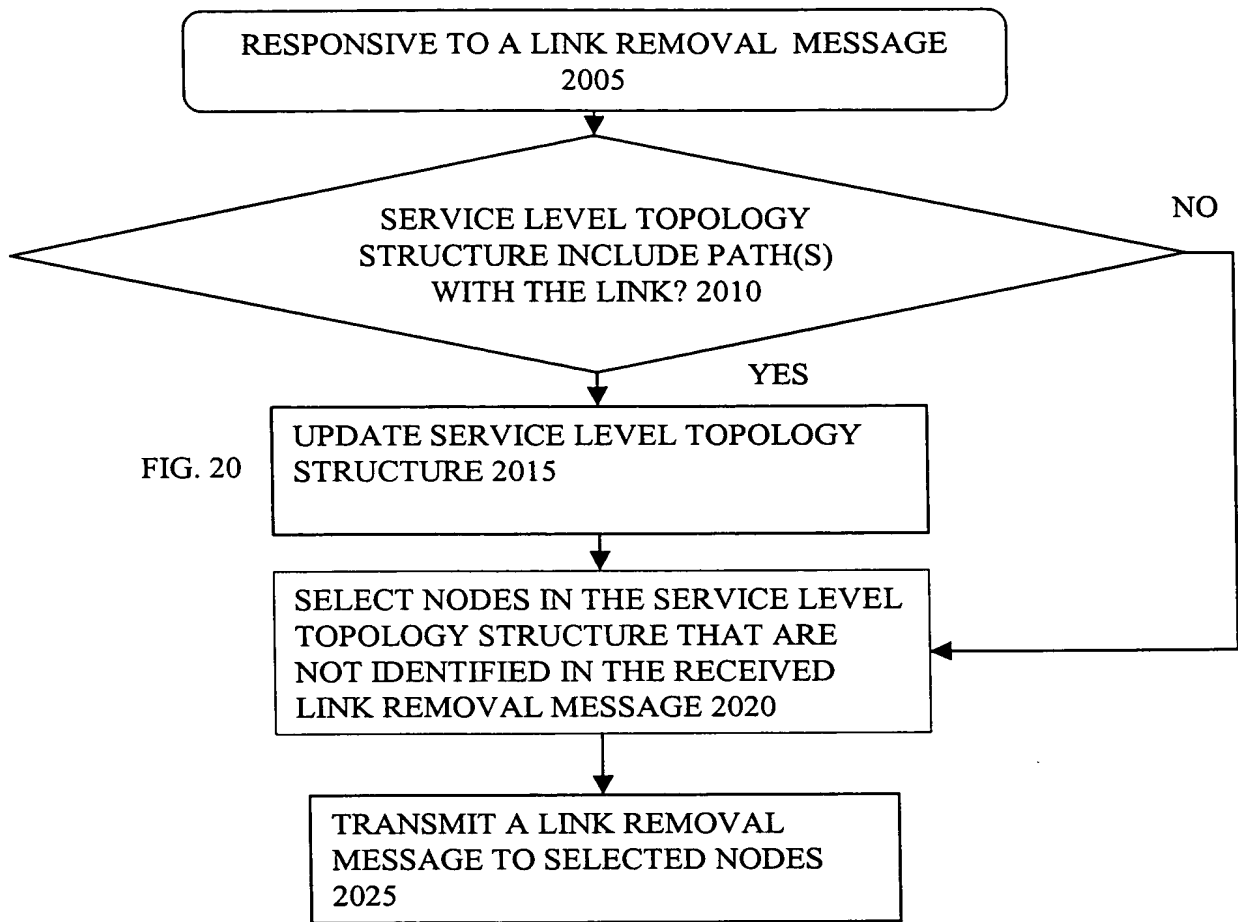 RESPONSIVE TO A LINK REMOVAL MESSAGE
2005
SERVICE LEVEL TOPOLOGY
STRUCTURE INCLUDE PATH(S)
WITH THE LINK? 2010
NO
YES
UPDATE SERVICE LEVEL TOPOLOGY
STRUCTURE 2015
FIG. 20
SELECT NODES IN THE SERVICE LEVEL
TOPOLOGY STRUCTURE THAT ARE
NOT IDENTIFIED IN THE RECEIVED
LINK REMOVAL MESSAGE 2020
TRANSMIT A LINK REMOVAL
MESSAGE TO SELECTED NODES
2025